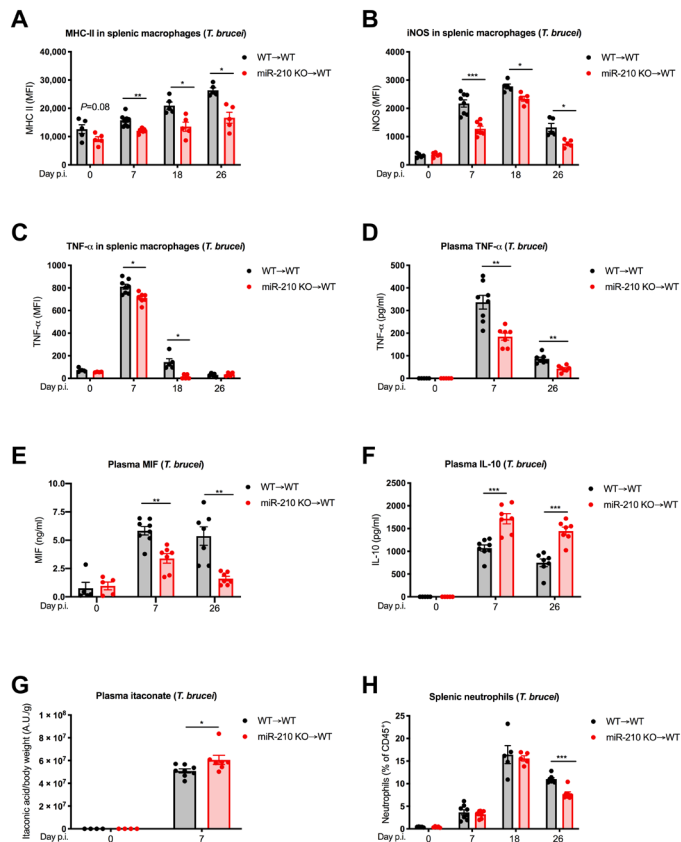 A
MHC-II in splenic macrophages (T. brucei)
50,000
40,000
30,000
20,000
10,000
0
MHC II (MFI)
P=0.08
**
*
*
WT→WT
miR-210 KO→WT
Day p.i.
0
7
18
26
B
iNOS in splenic macrophages (T. brucei)
4000
3000
2000
1000
0
iNOS (MFI)
***
*
*
WT→WT
miR-210 KO→WT
Day p.i.
0
7
18
26
C
TNF-α in splenic macrophages (T. brucei)
1000
800
600
400
200
0
TNF-α (MFI)
*
*
WT→WT
miR-210 KO→WT
Day p.i.
0
7
18
26
D
Plasma TNF-α (T. brucei)
500
400
300
200
100
0
TNF-α (pg/ml)
**
**
WT→WT
miR-210 KO→WT
Day p.i.
0
7
26
E
Plasma MIF (T. brucei)
10.0
7.5
5.0
2.5
0
MIF (ng/ml)
**
**
WT→WT
miR-210 KO→WT
Day p.i.
0
7
26
F
Plasma IL-10 (T. brucei)
2500
2000
1500
1000
500
0
IL-10 (pg/ml)
***
***
WT→WT
miR-210 KO→WT
Day p.i.
0
7
26
G
Plasma itaconate (T. brucei)
1 × 10⁸
8 × 10⁷
6 × 10⁷
4 × 10⁷
2 × 10⁷
0
Itaconic acid/body weight (A.U./g)
*
WT→WT
miR-210 KO→WT
Day p.i.
0
7
H
Splenic neutrophils (T. brucei)
25
20
15
10
5
0
Neutrophils (% of CD45⁺)
***
WT→WT
miR-210 KO→WT
Day p.i.
0
7
18
26